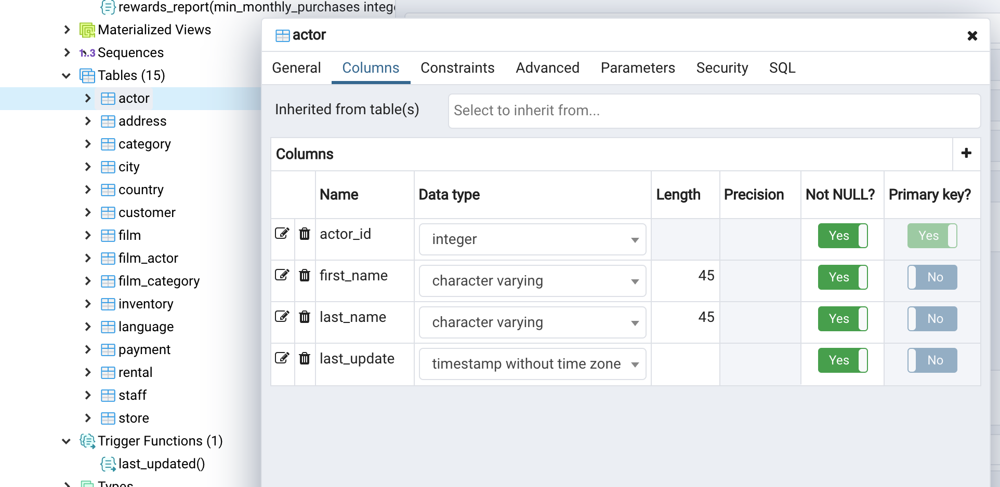 rewards_report(min_monthly_purchases intege
Materialized Views
1..3 Sequences
Tables (15)
actor
address
category
city
country
customer
film
film_actor
film_category
inventory
language
payment
rental
staff
store
Trigger Functions (1)
last_updated()
Types
actor
General Columns Constraints Advanced Parameters Security SQL
Inherited from table(s) Select to inherit from...
Columns
Name Data type Length Precision Not NULL? Primary key?
actor_id integer Yes Yes
first_name character varying 45 Yes No
last_name character varying 45 Yes No
last_update timestamp without time zone Yes No